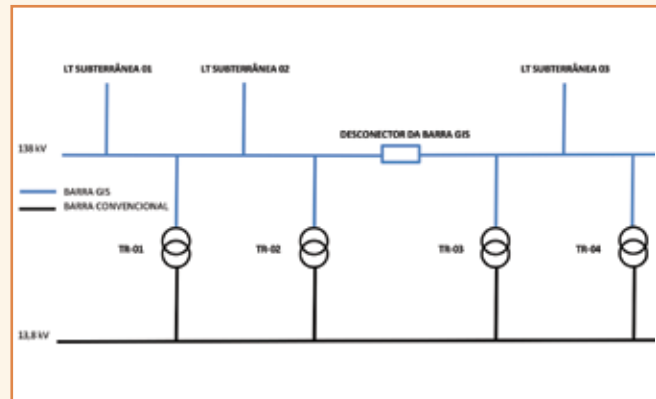 LT SUBTERRÂNEA 01 LT SUBTERRÂNEA 02 LT SUBTERRÂNEA 03
DESCONECTOR DA BARRA GIS
138 kV
BARRA GIS
BARRA CONVENCIONAL
TR-01 TR-02 TR-03 TR-04
13,8 kV